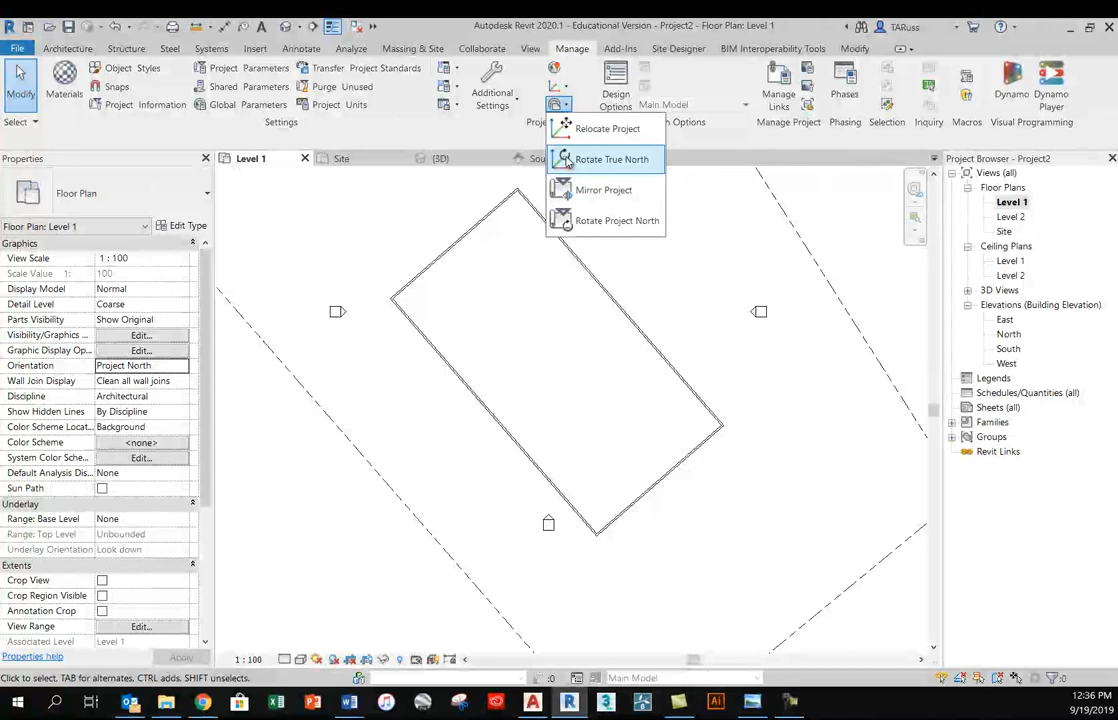 Autodesk Revit 2020.1 - Educational Version - Project2 - Floor Plan: Level 1
TARuss
File Architecture Structure Steel Systems Insert Annotate Analyze Massing & Site Collaborate View Manage Add-Ins Site Designer BIM Interoperability Tools Modify
Modify
Materials
Object Styles
Snaps
Project Information
Project Parameters
Shared Parameters
Global Parameters
Transfer Project Standards
Purge Unused
Project Units
Additional
Settings
Design
Options
Main Model
Manage
Links
Phases
Dynamo
Dynamo
Player
Select
Settings
Manage Project
Phasing
Selection
Inquiry
Macros
Visual Programming
Relocate Project
Rotate True North
Mirror Project
Rotate Project North
Properties
Level 1
Site
{3D}
Floor Plan
Floor Plan: Level 1
Edit Type
Graphics
View Scale 1 : 100
Scale Value 1: 100
Display Model Normal
Detail Level Coarse
Parts Visibility Show Original
Visibility/Graphics ... Edit...
Graphic Display Op... Edit...
Orientation Project North
Wall Join Display Clean all wall joins
Discipline Architectural
Show Hidden Lines By Discipline
Color Scheme Locat... Background
Color Scheme <none>
System Color Sche... Edit...
Default Analysis Dis... None
Sun Path
Underlay
Range: Base Level None
Range: Top Level Unbounded
Underlay Orientation Look down
Extents
Crop View
Crop Region Visible
Annotation Crop
View Range Edit...
Associated Level Level 1
Properties help
Apply
Project Browser - Project2
Views (all)
Floor Plans
Level 1
Level 2
Site
Ceiling Plans
Level 1
Level 2
3D Views
Elevations (Building Elevation)
East
North
South
West
Legends
Schedules/Quantities (all)
Sheets (all)
Families
Groups
Revit Links
1 : 100
Click to select, TAB for alternates, CTRL adds, SHIFT unselects.
:0
Main Model
:0
12:36 PM
9/19/2019